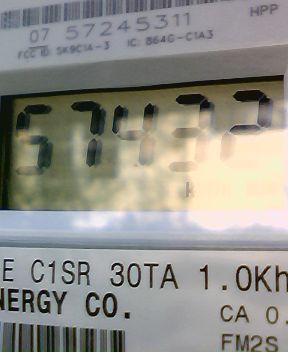 HPP
07 57245311
FCC ID: SK9C1A-3 IC: 864G-C1A3
57432
E C1SR 30TA 1.0Kh
NERGY CO.
CA 0.
FM2S